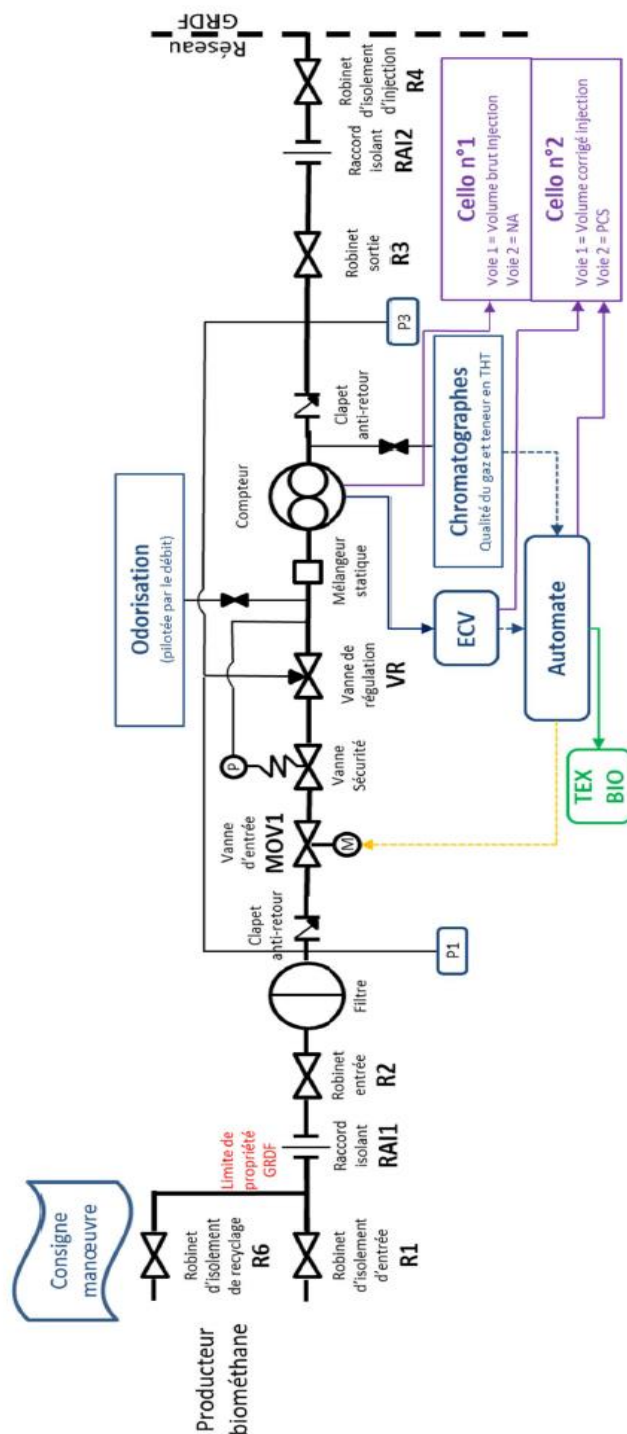 Consigne
manœuvre
Producteur
biométhane
Robinet
d'isolement
de recyclage
R6
Robinet
d'isolement
d'entrée
R1
Limite de
propriété
GRDF
Raccord
isolant
RAI1
Robinet
entrée
R2
Filtre
P1
Clapet
anti-retour
Vanne
d'entrée
MOV1
M
Vanne
Sécurité
P
Vanne de
régulation
VR
Odorisation
(pilotée par le débit)
Mélangeur
statique
Compteur
Clapet
anti-retour
P3
Robinet
sortie
R3
Raccord
isolant
RAI2
Robinet
d'isolement
d'injection
R4
Réseau
GRDF
ECV
Chromatographes
Qualité du gaz et teneur en THT
Automate
TEX
BIO
Cello n°1
Voie 1 = Volume brut Injection
Voie 2 = NA
Cello n°2
Voie 1 = Volume corrigé injection
Voie 2 = PCS